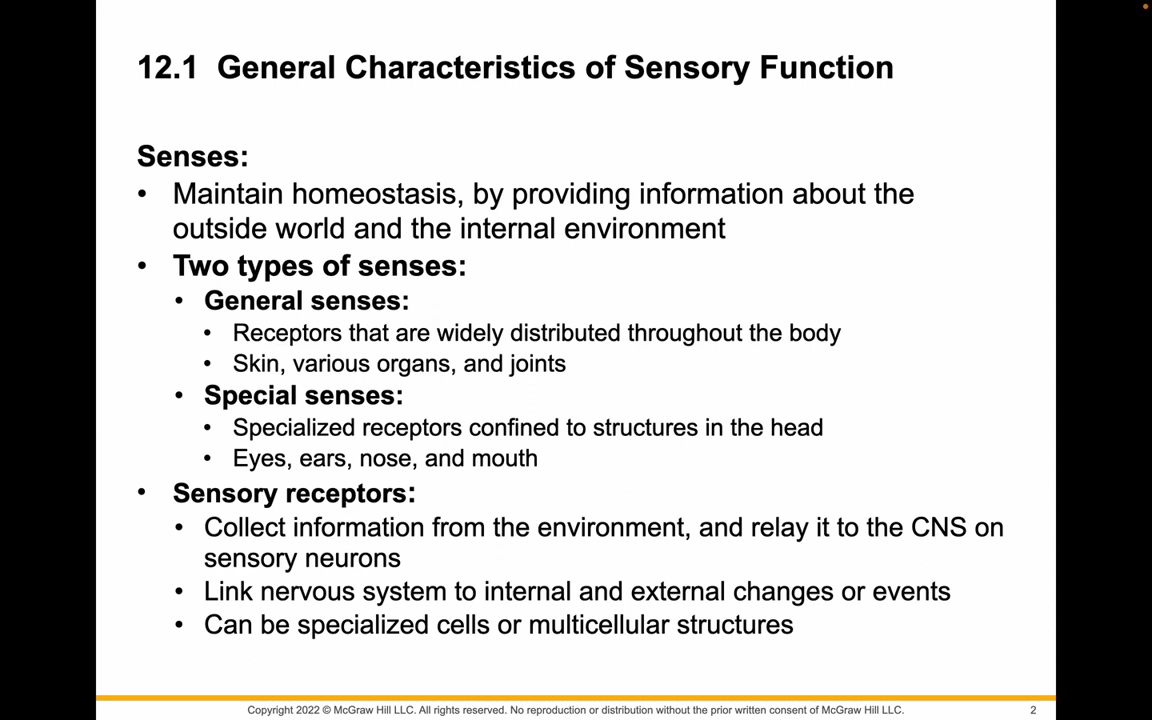 12.1 General Characteristics of Sensory Function
Senses:
• Maintain homeostasis, by providing information about the
outside world and the internal environment
• Two types of senses:
• General senses:
• Receptors that are widely distributed throughout the body
• Skin, various organs, and joints
• Special senses:
• Specialized receptors confined to structures in the head
• Eyes, ears, nose, and mouth
• Sensory receptors:
• Collect information from the environment, and relay it to the CNS on
sensory neurons
• Link nervous system to internal and external changes or events
• Can be specialized cells or multicellular structures
Copyright 2022 © McGraw Hill LLC. All rights reserved. No reproduction or distribution without the prior written consent of McGraw Hill LLC. 2